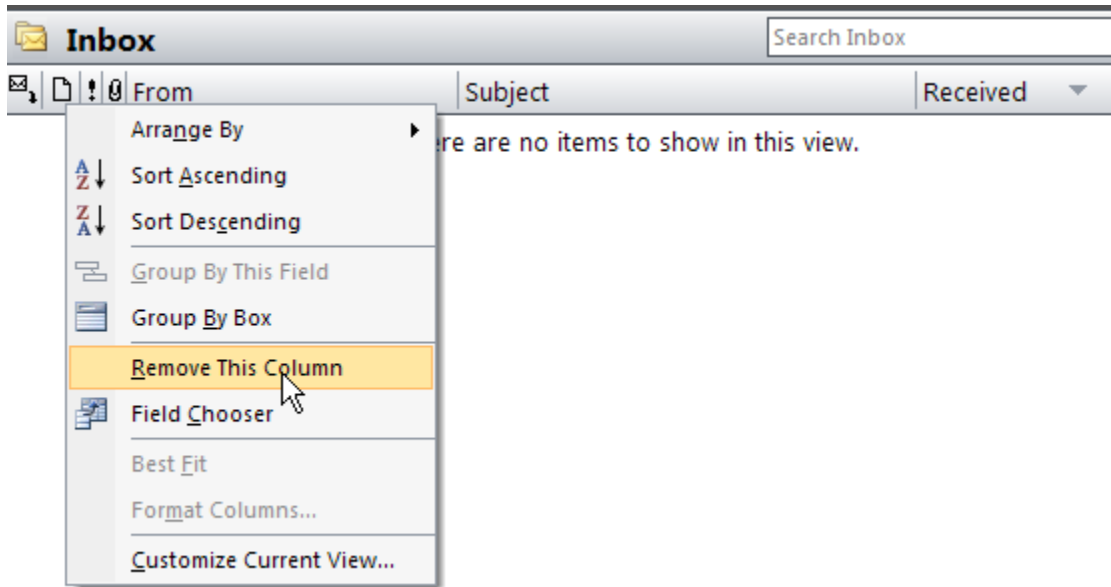 Inbox
Search Inbox
! From Subject Received
Arrange By
re are no items to show in this view.
Sort Ascending
Sort Descending
Group By This Field
Group By Box
Remove This Column
Field Chooser
Best Fit
Format Columns...
Customize Current View...